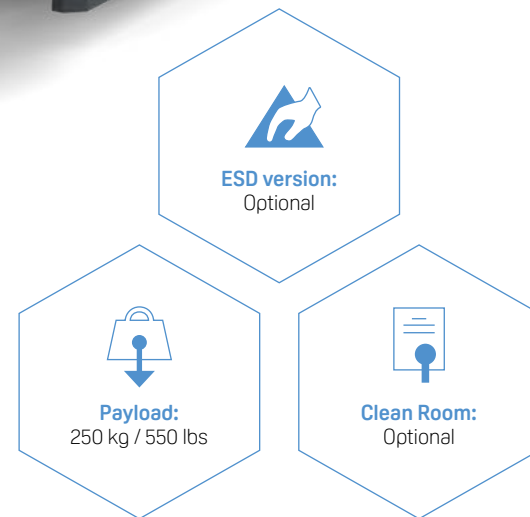 ESD version:
Optional
Payload:
250 kg / 550 lbs
Clean Room:
Optional